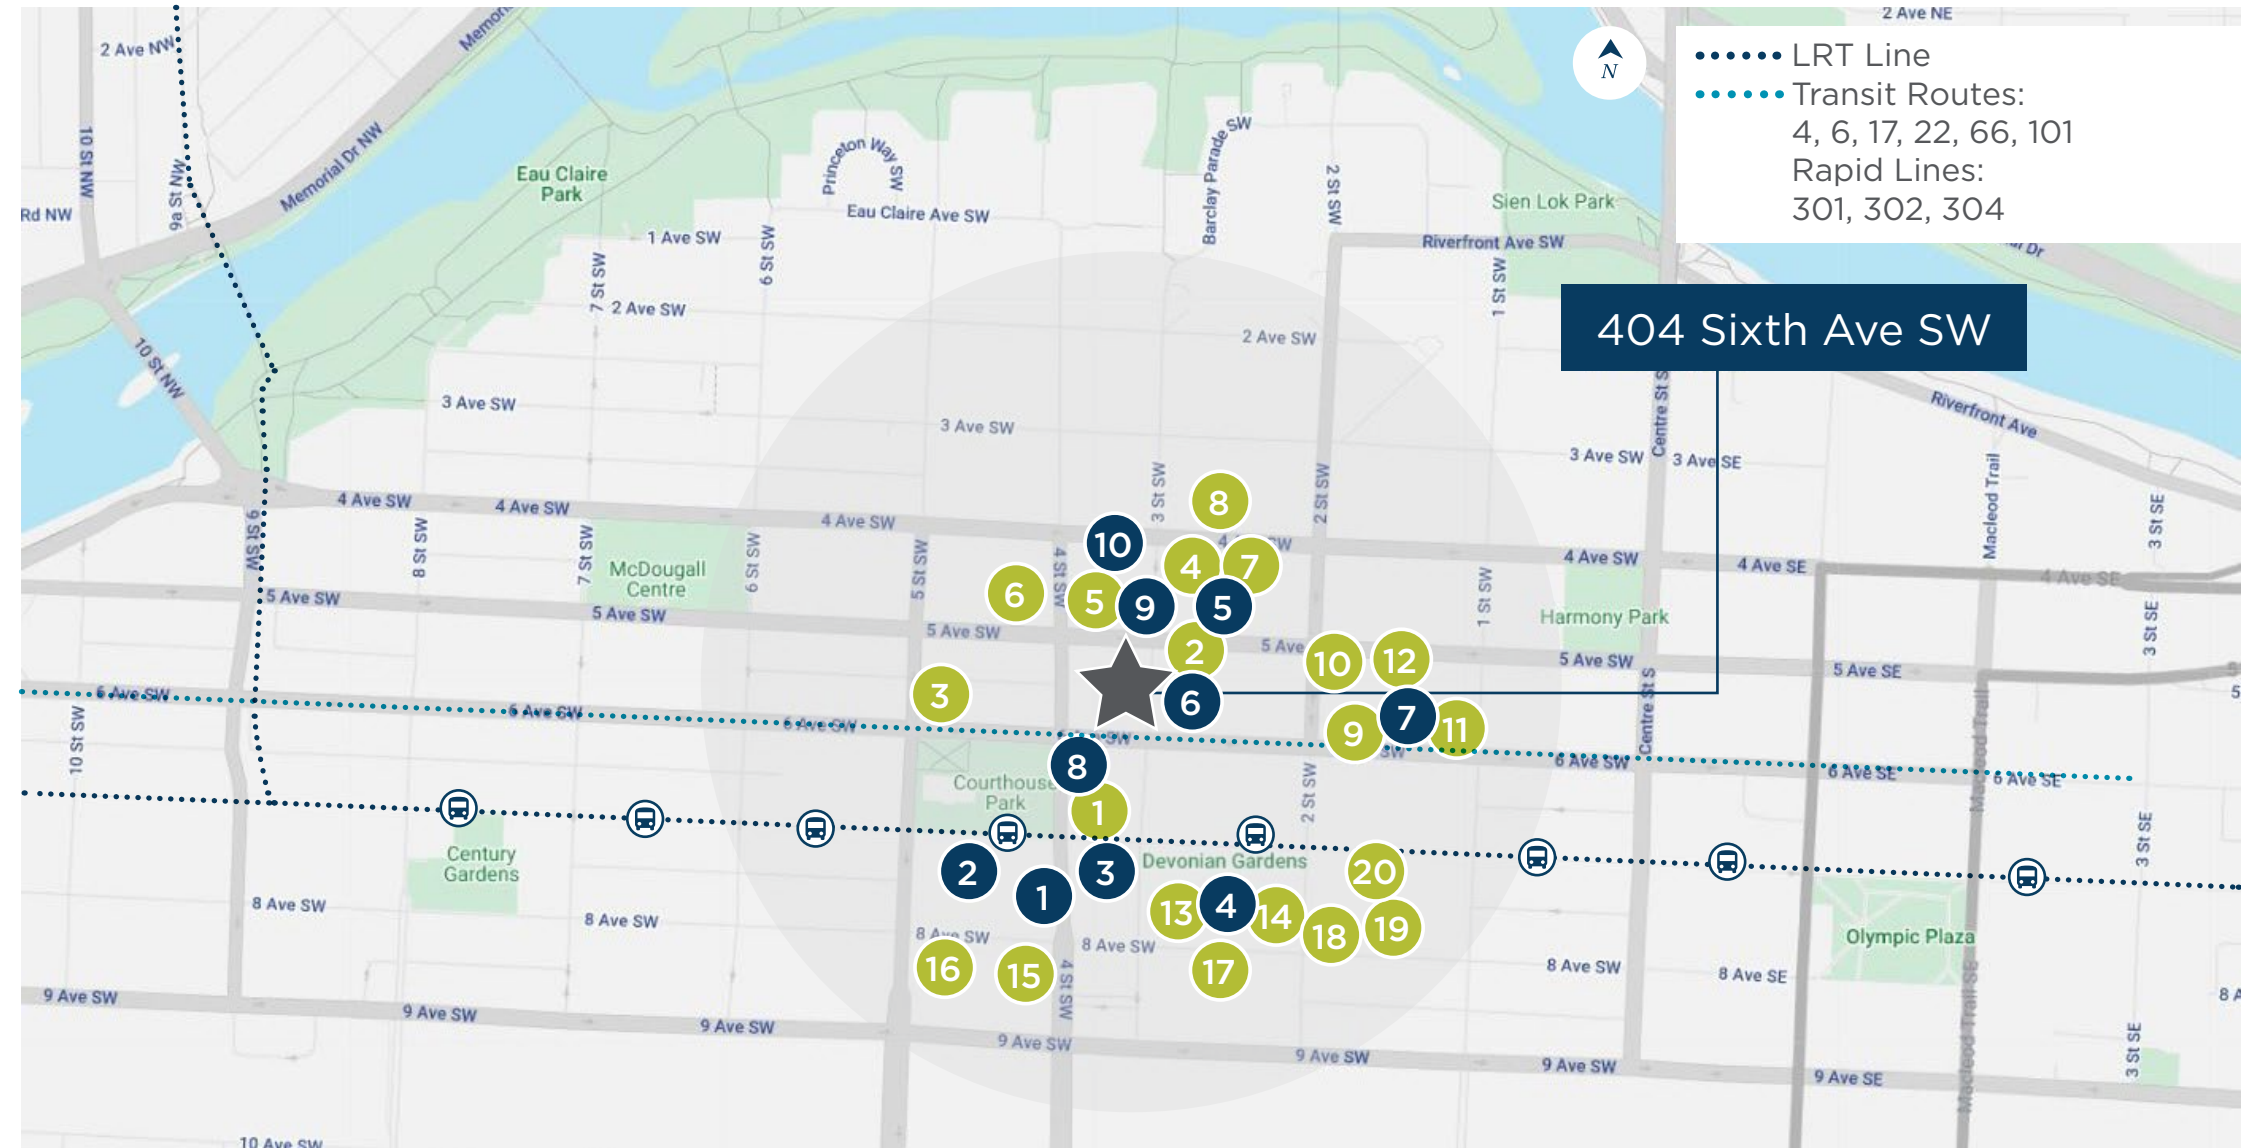 2 Ave NE
Memor
2 Ave NW
LRT Line
Transit Routes:
4, 6, 17, 22, 66, 101
Rapid Lines:
301, 302, 304
N
10 St NW
Memorial Dr NW
9a St NW
Rd NW
Eau Claire
Park
Princeton Way SW
Eau Claire Ave SW
Barclay Parade SW
2 St SW
Sien Lok Park
Riverfront Ave SW
Dr
1 Ave SW
6 St SW
7 St SW
2 Ave SW
2 Ave SW
1 St SW
404 Sixth Ave SW
10 St NW
3 Ave SW
3 Ave SW
3 Ave SW
Centre St S
3 Ave SE
Riverfront Ave
Macleod Trail
3 St SE
4 Ave SW
4 Ave SW
4 Ave SW
3 St SW
2 St SW
8
10
4
7
4 Ave SW
4 Ave SE
4 Ave SE
9 St SW
8 St SW
7 St SW
6 St SW
5 St SW
4 St SW
1 St SW
McDougall
Centre
6
5
9
5
Harmony Park
3 St SE
5 Ave SW
5 Ave SW
5 Ave SW
2
5 Ave
10
12
5 Ave SW
5 Ave SE
5
3
6
9
7
11
6 Ave SW
6 Ave SW
6 Ave SW
SW
SW
6 Ave SW
6 Ave SE
6 Ave SE
10 St SW
Centre St S
Macleod Trail
8
Courthouse
Park
1
2 St SW
3 St SE
Century
Gardens
2
1
3
Devonian Gardens
13
4
14
20
18
19
8 Ave SW
8 Ave SW
8 Ave SW
8 Ave SW
Olympic Plaza
8 Ave SW
8 Ave SE
8 A
16
15
17
4 St SW
9 Ave SW
9 Ave SW
9 Ave SW
9 Ave SW
9 Ave SW
9 Ave SW
9 Ave SE
Macleod Trail SE
3 St SE
10 Ave SW